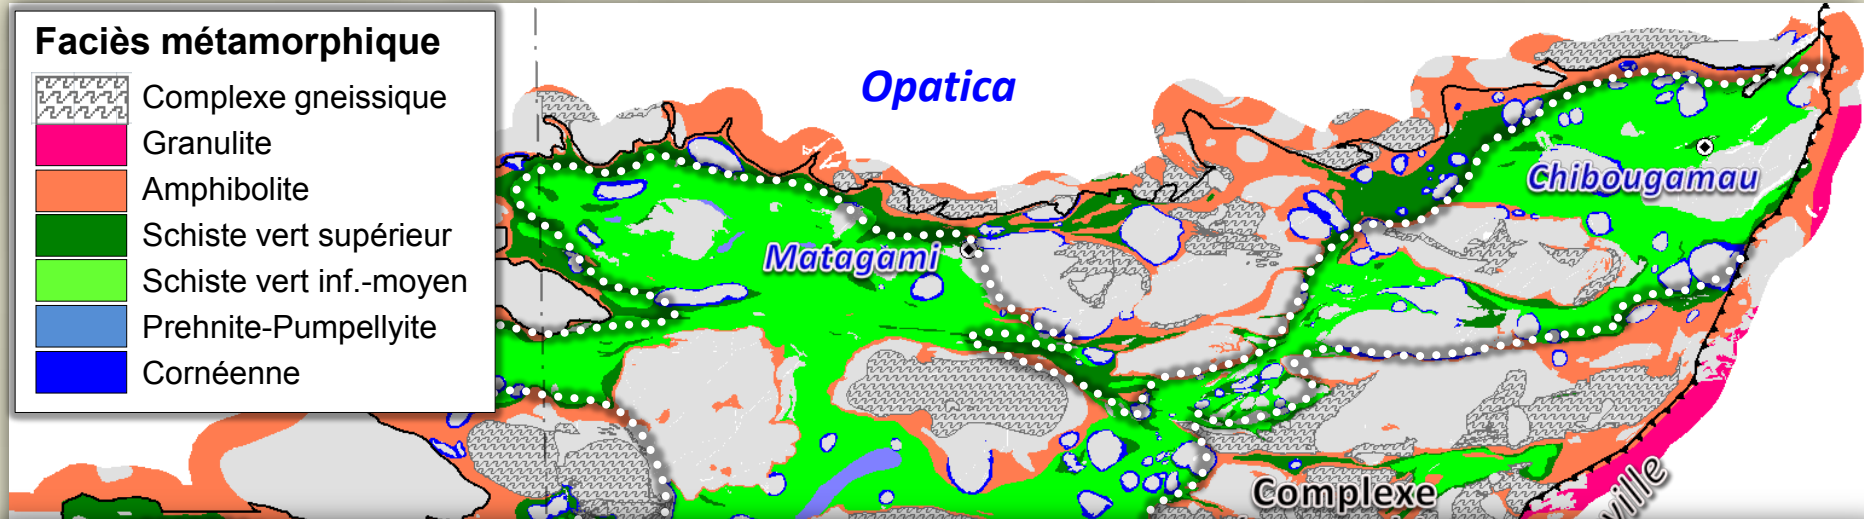 Faciès métamorphique
Complexe gneissique
Granulite
Amphibolite
Schiste vert supérieur
Schiste vert inf.-moyen
Prehnite-Pumpellyite
Cornéenne
Opatica
Chibougamau
Matagami
Complexe
ville